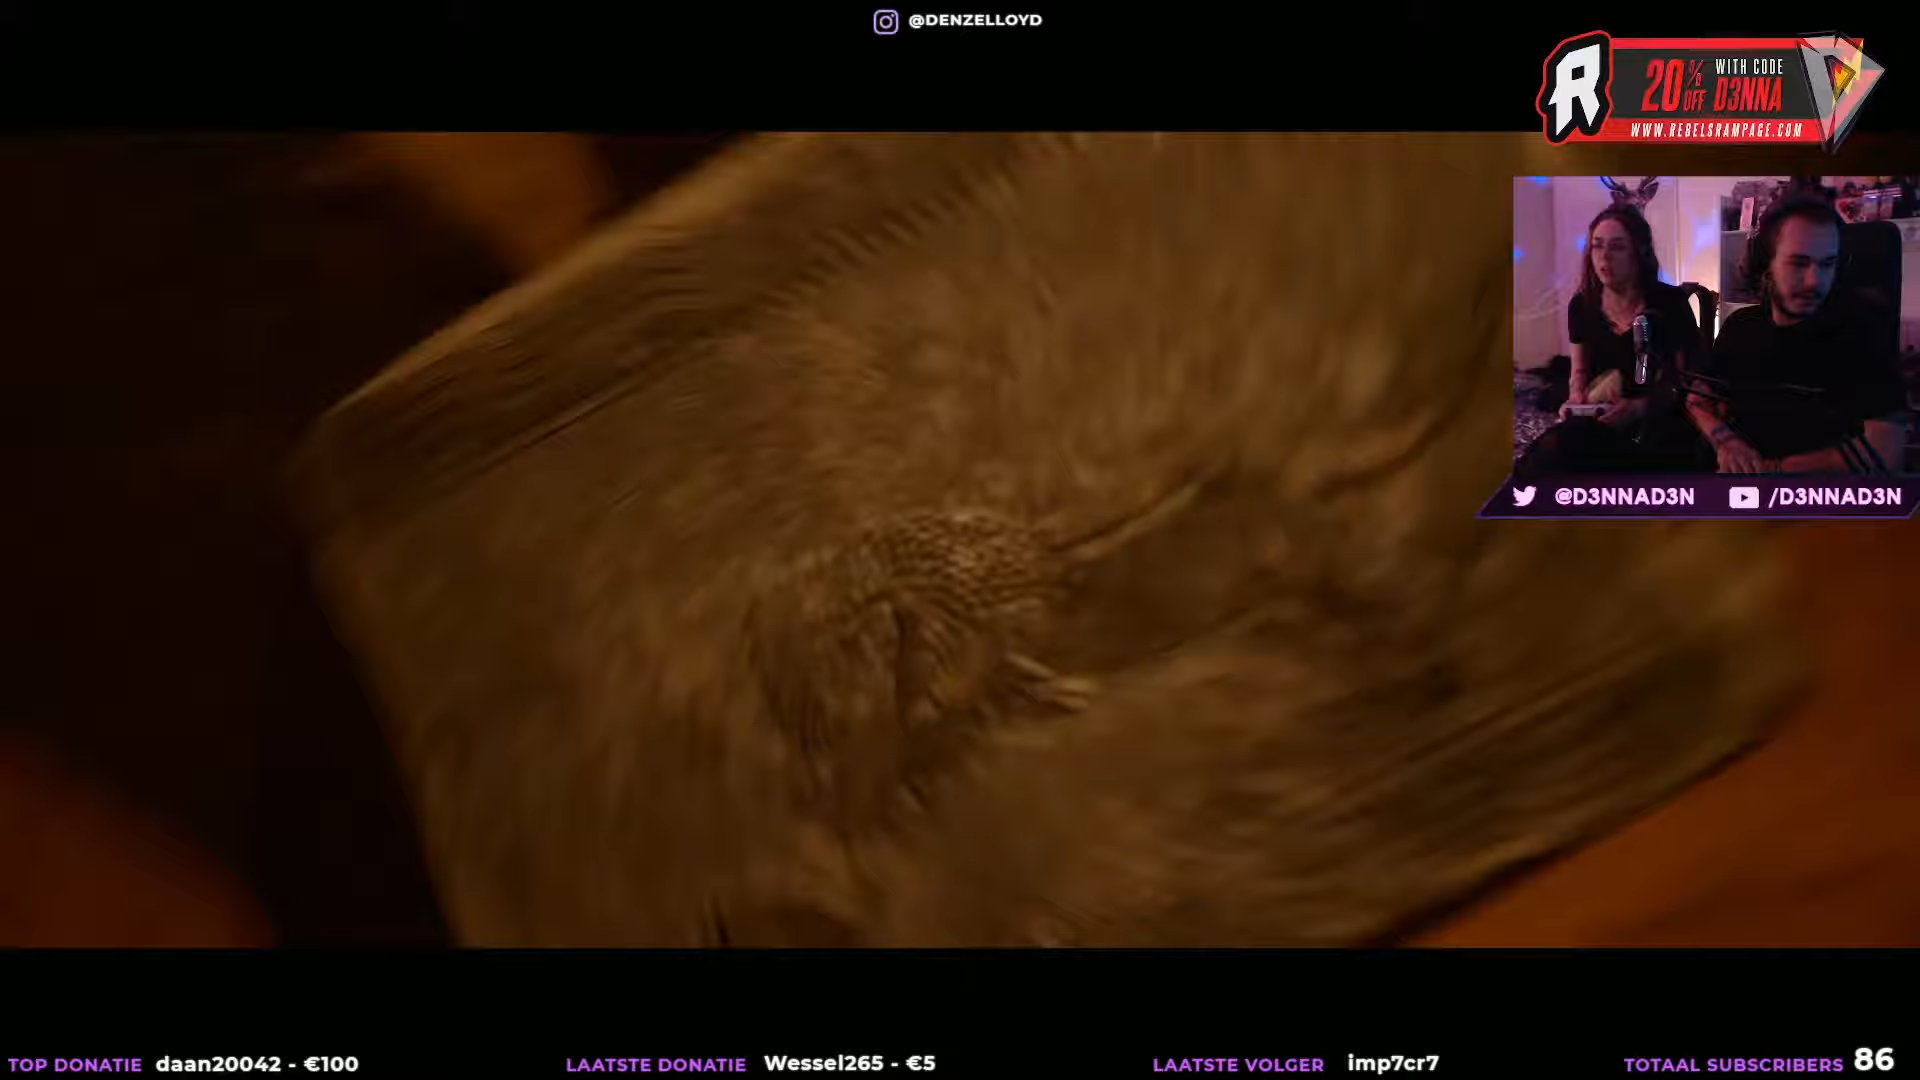 @DENZELLOYD
R
20% OFF WITH CODE D3NNA
WWW.REBELSRAMPAGE.COM
@D3NNAD3N /D3NNAD3N
TOP DONATIE daan20042 - €100 LAATSTE DONATIE Wessel265 - €5 LAATSTE VOLGER imp7cr7 TOTAAL SUBSCRIBERS 86